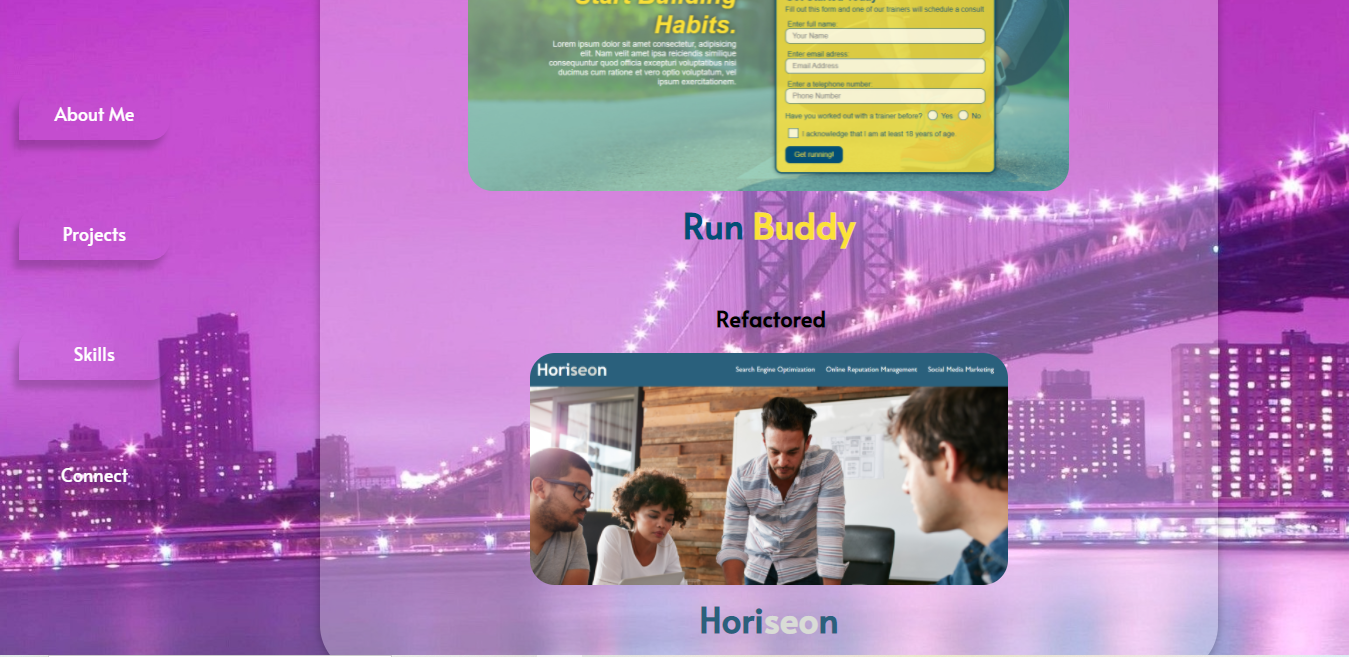 About Me
Projects
Skills
Connect
Start Building
Habits.
Lorem ipsum dolor sit amet consectetur, adipisicing
elit. Nam velit amet ipsa reiciendis similique
consequuntur quod officia excepturi voluptatibus nisi
ducimus cum ratione et vero optio voluptatum, vel
ipsum exercitationem.
Fill out this form and one of our trainers will schedule a consult
Enter full name:
Your Name
Enter email adress:
Email Address
Enter a telephone number
Phone Number
Have you worked out with a trainer before? Yes No
I acknowledge that I am at least 18 years of age.
Get running!
Run Buddy
Refactored
Horiseon
Search Engine Optimization Online Reputation Management Social Media Marketing
Horiseon